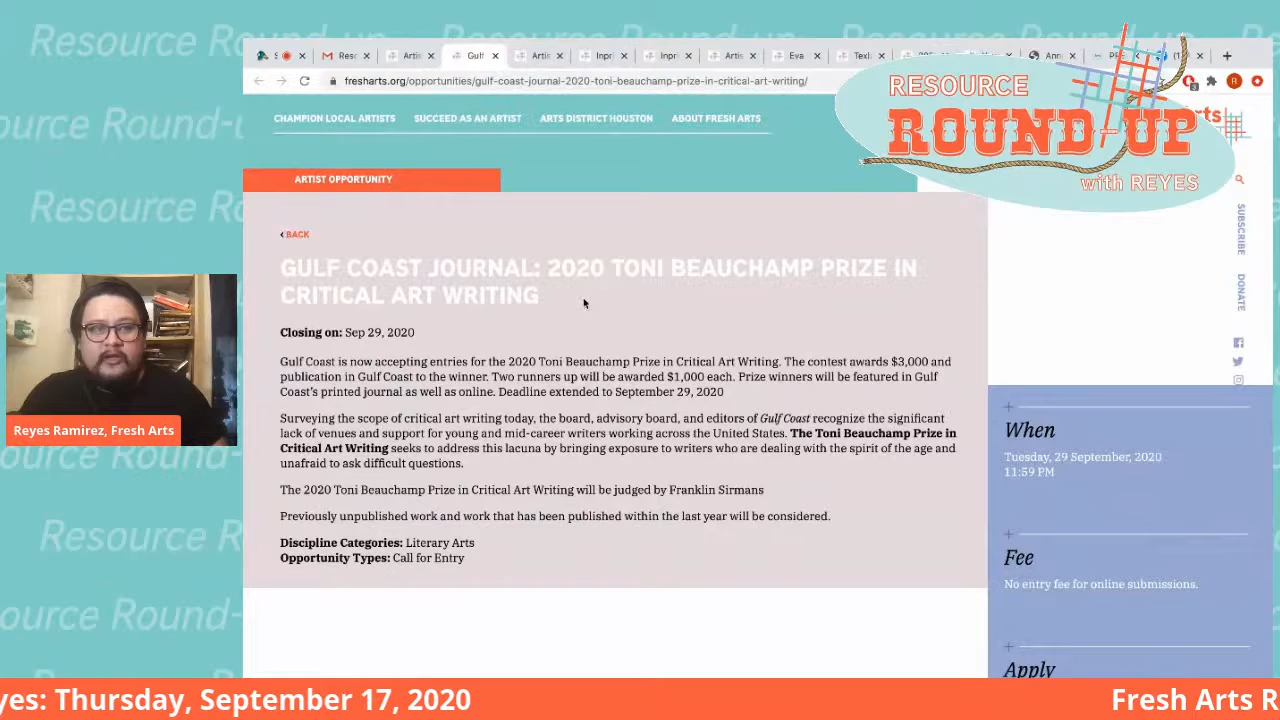 Resource Round-up
Resource Round-up
Resource Ro
Resource R
Resource Round-
S
Reso
Artis
Gulf
Artis
Inpri
Inpri
Artis
Eva
Texa
Ann
fresharts.org/opportunities/gulf-coast-journal-2020-toni-beauchamp-prize-in-critical-art-writing/
RESOURCE
ROUND-UP
with REYES
CHAMPION LOCAL ARTISTS
SUCCEED AS AN ARTIST
ARTS DISTRICT HOUSTON
ABOUT FRESH ARTS
rts
ARTIST OPPORTUNITY
BACK
GULF COAST JOURNAL: 2020 TONI BEAUCHAMP PRIZE IN
CRITICAL ART WRITING
Closing on: Sep 29, 2020
Gulf Coast is now accepting entries for the 2020 Toni Beauchamp Prize in Critical Art Writing. The contest awards $3,000 and
publication in Gulf Coast to the winner. Two runners up will be awarded $1,000 each. Prize winners will be featured in Gulf
Coast's printed journal as well as online. Deadline extended to September 29, 2020
Surveying the scope of critical art writing today, the board, advisory board, and editors of Gulf Coast recognize the significant
lack of venues and support for young and mid-career writers working across the United States. The Toni Beauchamp Prize in
Critical Art Writing seeks to address this lacuna by bringing exposure to writers who are dealing with the spirit of the age and
unafraid to ask difficult questions.
The 2020 Toni Beauchamp Prize in Critical Art Writing will be judged by Franklin Sirmans
Previously unpublished work and work that has been published within the last year will be considered.
Discipline Categories: Literary Arts
Opportunity Types: Call for Entry
SUBSCRIBE
DONATE
When
Tuesday, 29 September, 2020
11:59 PM
Fee
No entry fee for online submissions.
Apply
Reyes Ramirez, Fresh Arts
yes: Thursday, September 17, 2020
Fresh Arts R